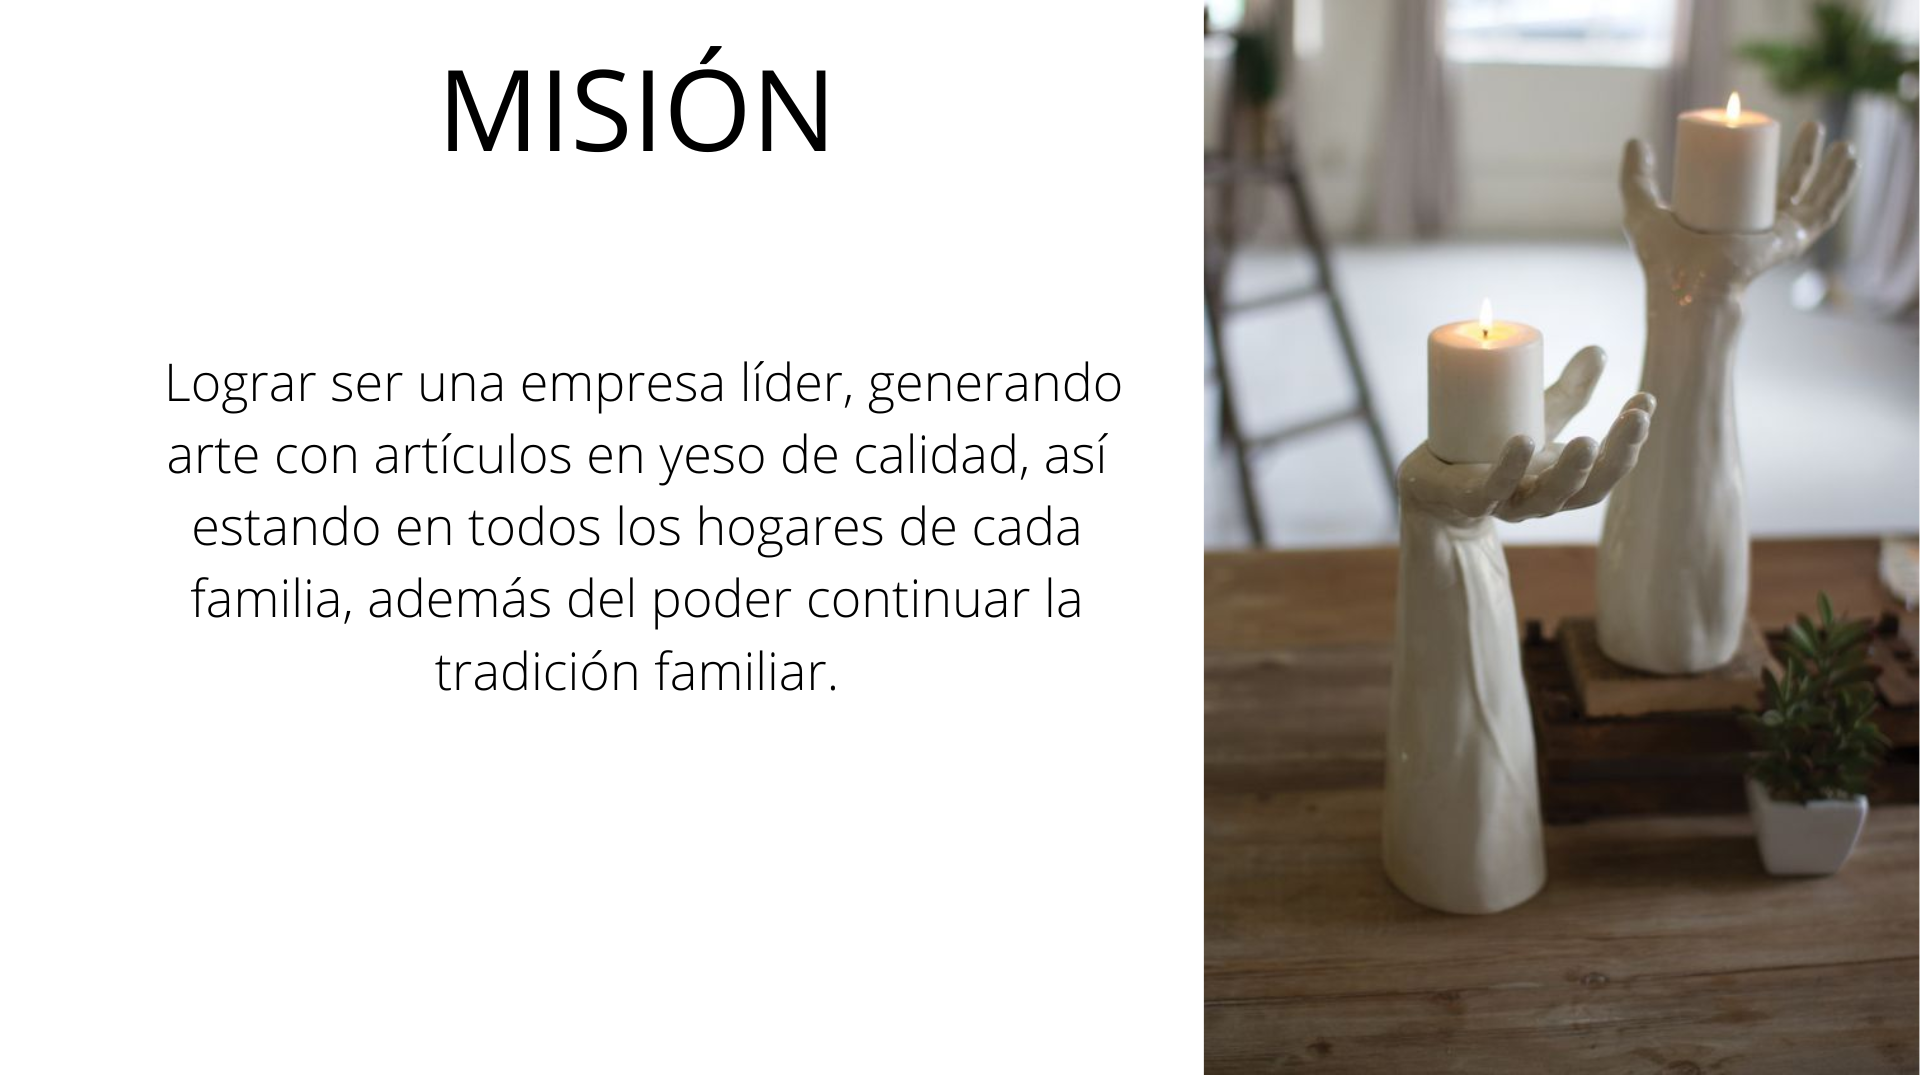 MISIÓN
Lograr ser una empresa líder, generando
arte con artículos en yeso de calidad, así
estando en todos los hogares de cada
familia, además del poder continuar la
tradición familiar.